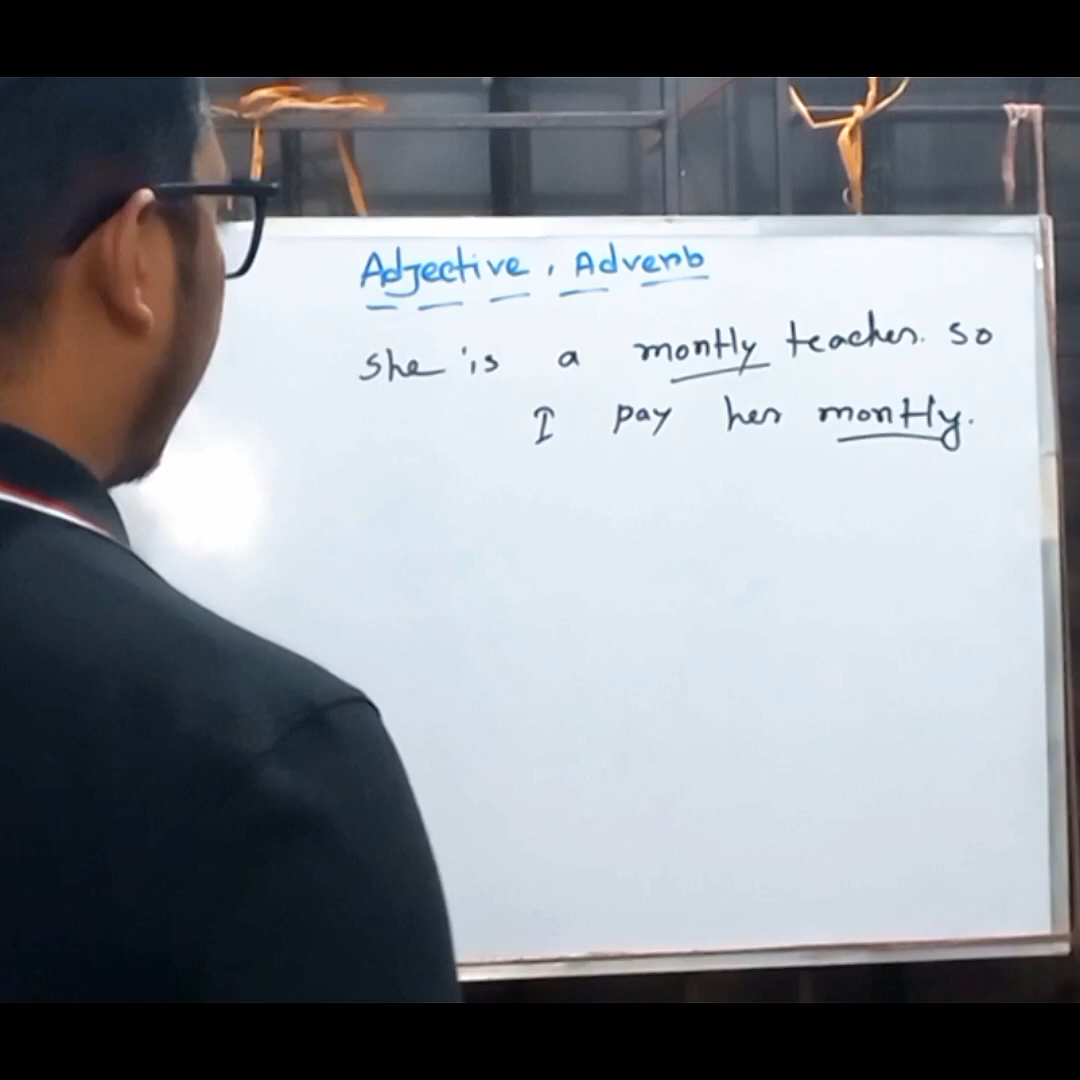 Adjective, Adverb
She is a montly teacher. so
I pay her montly.